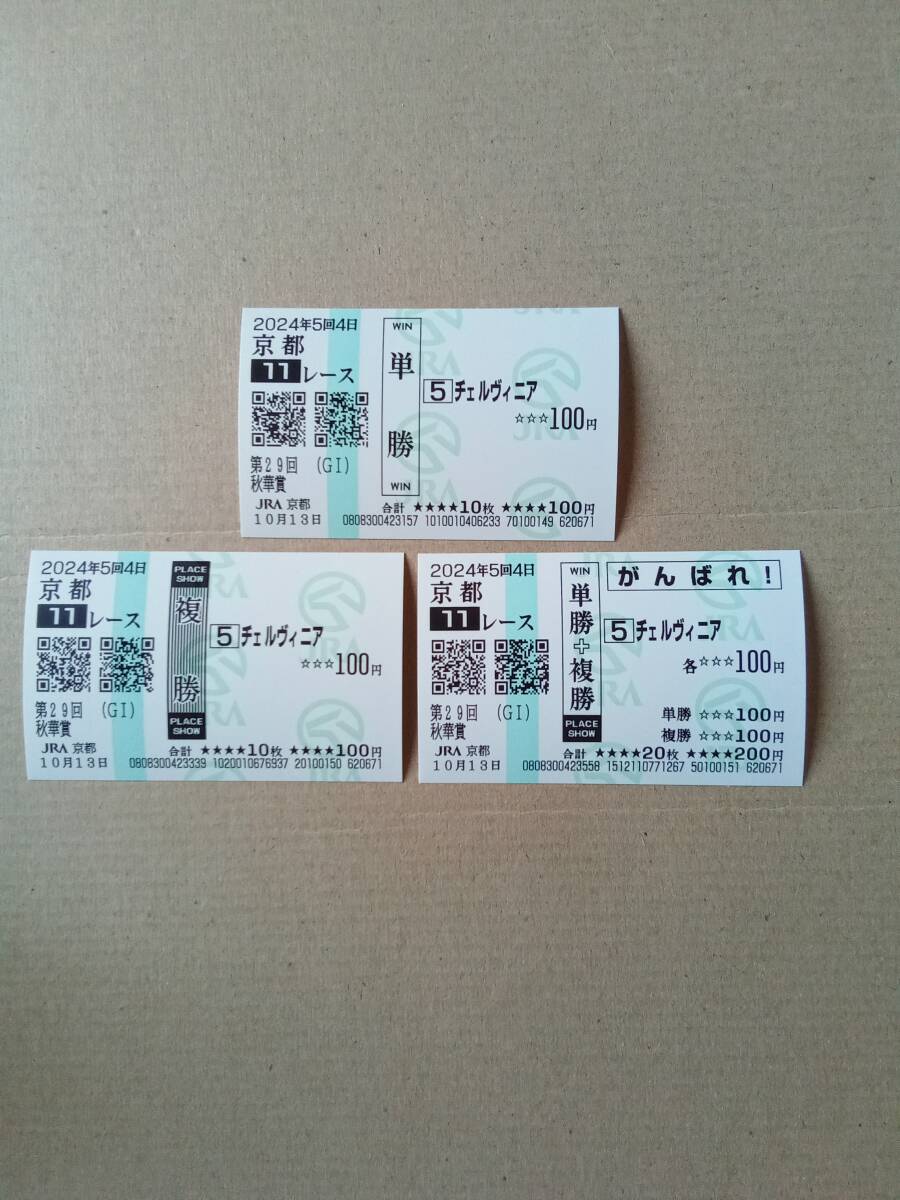 2024年5回4日
京都
11レース
第29回 (GI)
秋華賞
JRA 京都
10月13日
WIN
単勝
WIN
5 チェルヴィニア
☆☆☆100円
合計 ★★★★10枚 ★★★★100円
0808300423157 1010010406233 70100149 620671
JRA
JRA
2024年5回4日
京都
11レース
第29回 (GI)
秋華賞
JRA 京都
10月13日
PLACE
SHOW
複勝
PLACE
SHOW
5 チェルヴィニア
☆☆☆100円
合計 ★★★★10枚 ★★★★100円
0808300423339 1020010676937 20100150 620671
2024年5回4日
京都
11レース
第29回 (GI)
秋華賞
JRA 京都
10月13日
WIN
単勝+複勝
PLACE
SHOW
がんばれ!
5 チェルヴィニア
各☆☆☆100円
単勝 ☆☆☆100円
複勝 ☆☆☆100円
合計 ★★★★20枚 ★★★★200円
0808300423558 1512110771267 50100151 620671
JRA